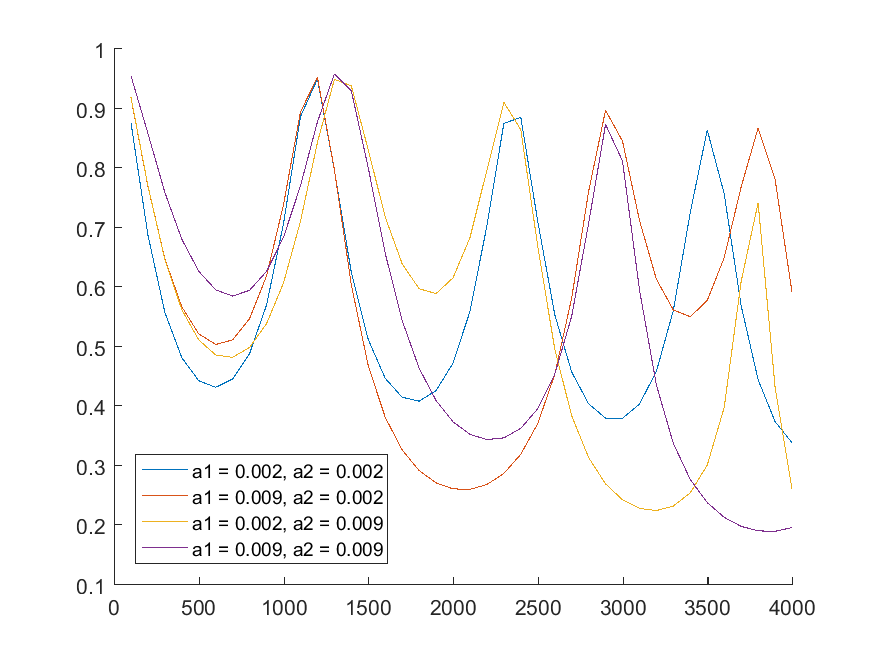 1
0.9
0.8
0.7
0.6
0.5
0.4
0.3
0.2
0.1
a1 = 0.002, a2 = 0.002
a1 = 0.009, a2 = 0.002
a1 = 0.002, a2 = 0.009
a1 = 0.009, a2 = 0.009
0 500 1000 1500 2000 2500 3000 3500 4000